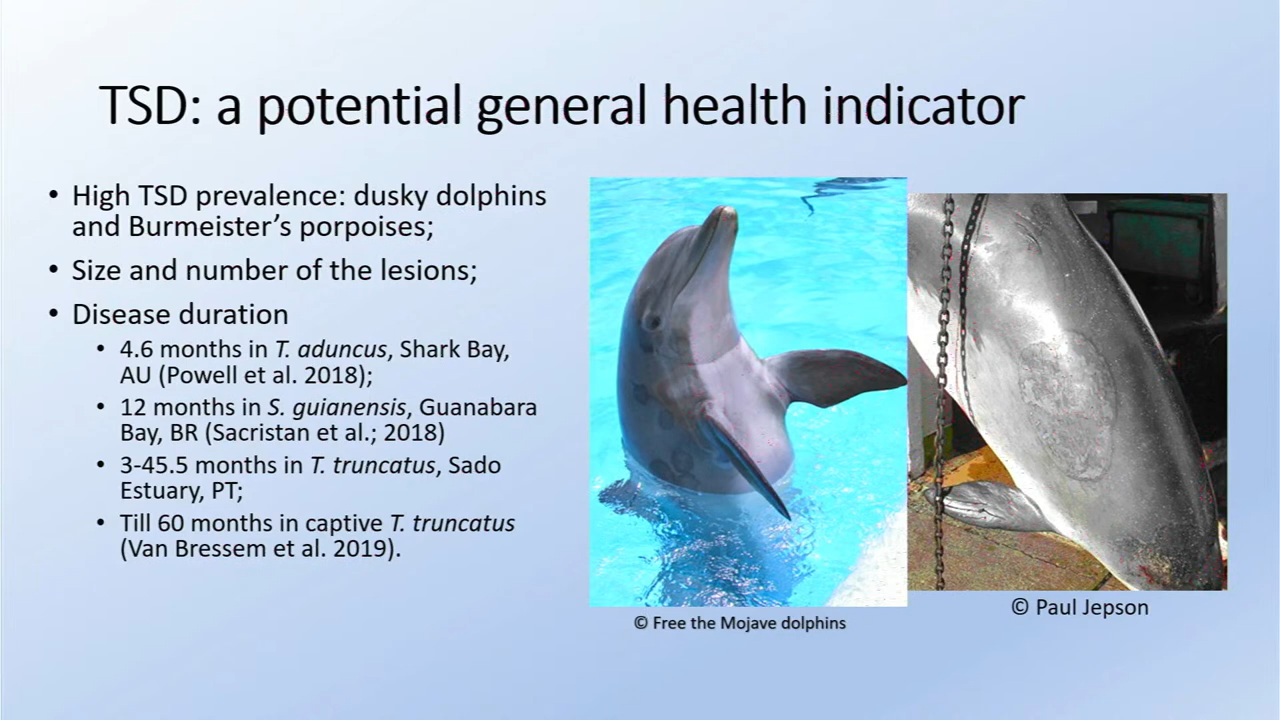 TSD: a potential general health indicator
• High TSD prevalence: dusky dolphins
and Burmeister’s porpoises;
• Size and number of the lesions;
• Disease duration
• 4.6 months in T. aduncus, Shark Bay,
AU (Powell et al. 2018);
• 12 months in S. guianensis, Guanabara
Bay, BR (Sacristan et al.; 2018)
• 3-45.5 months in T. truncatus, Sado
Estuary, PT;
• Till 60 months in captive T. truncatus
(Van Bressem et al. 2019).
© Free the Mojave dolphins
© Paul Jepson